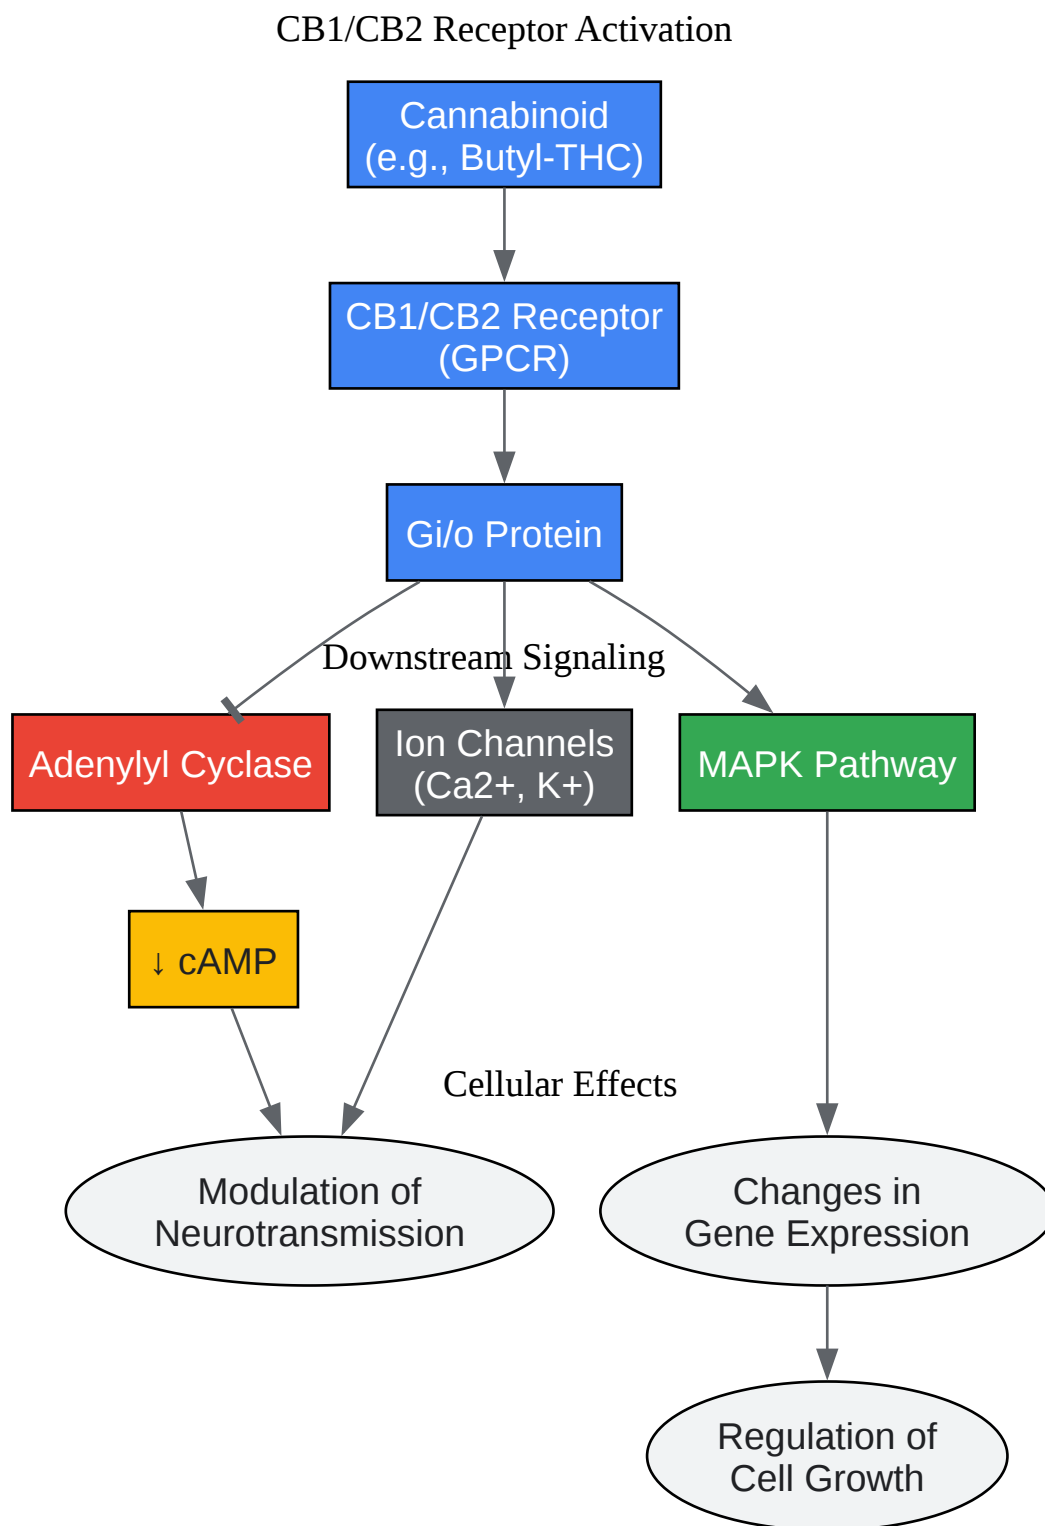 CB1/CB2 Receptor Activation
Cannabinoid
(e.g., Butyl-THC)
CB1/CB2 Receptor
(GPCR)
Gi/o Protein
Downstream Signaling
Adenylyl Cyclase
Ion Channels
(Ca2+, K+)
MAPK Pathway
↓ cAMP
Cellular Effects
Modulation of
Neurotransmission
Changes in
Gene Expression
Regulation of
Cell Growth